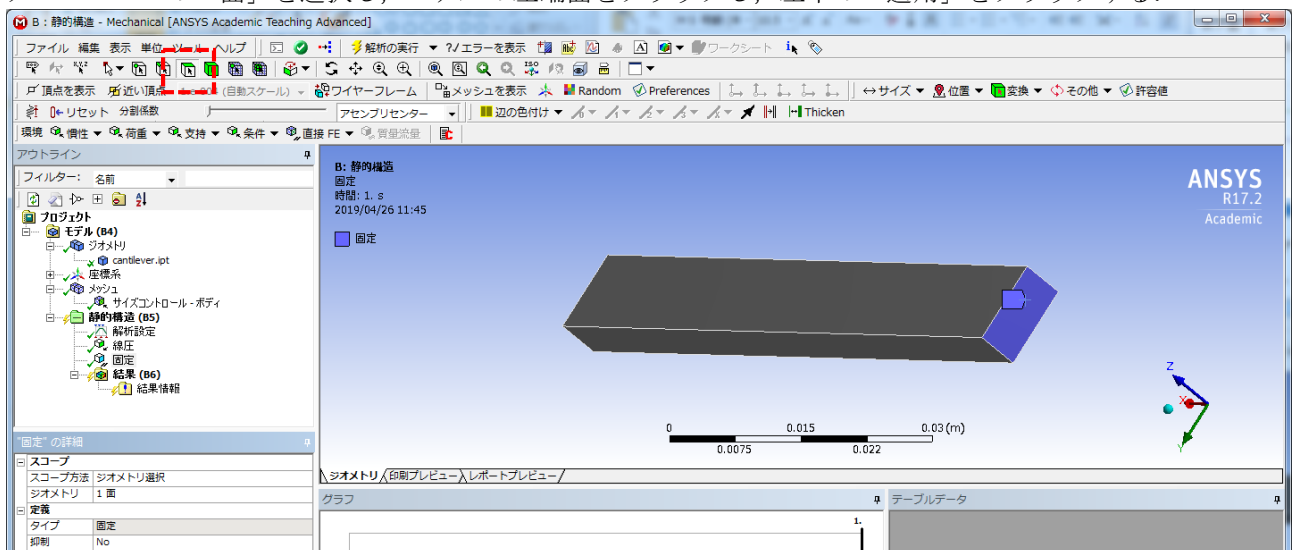 B : 静的構造 - Mechanical [ANSYS Academic Teaching Advanced]
ファイル 編集 表示 単位 ツール ヘルプ 解析の実行 ?/エラーを表示 ワークシート
頂点を表示 近い頂点 (自動スケール) ワイヤーフレーム メッシュを表示 Random Preferences サイズ 位置 変換 その他 許容値
リセット 分割係数 アセンブリセンター 辺の色付け Thicken
環境 慣性 荷重 支持 条件 直接 FE 質量流量
アウトライン
フィルター: 名前
プロジェクト
モデル (B4)
ジオメトリ
cantilever.ipt
座標系
メッシュ
サイズコントロール - ボディ
静的構造 (B5)
解析設定
線圧
固定
結果 (B6)
結果情報
"固定" の詳細
スコープ
スコープ方法 ジオメトリ選択
ジオメトリ 1 面
定義
タイプ 固定
抑制 No
B: 静的構造
固定
時間: 1. s
2019/04/26 11:45
固定
ANSYS
R17.2
Academic
Z
X
Y
0 0.015 0.03 (m)
0.0075 0.022
ジオメトリ 印刷プレビュー レポートプレビュー
グラフ
1.
テーブルデータ